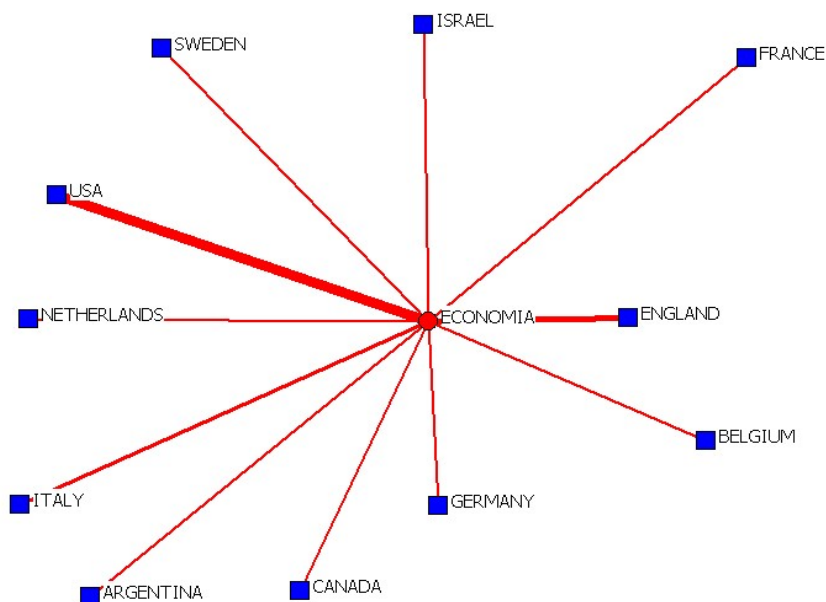 ISRAEL
SWEDEN
FRANCE
USA
NETHERLANDS
ECONOMIA
ENGLAND
BELGIUM
ITALY
GERMANY
ARGENTINA
CANADA